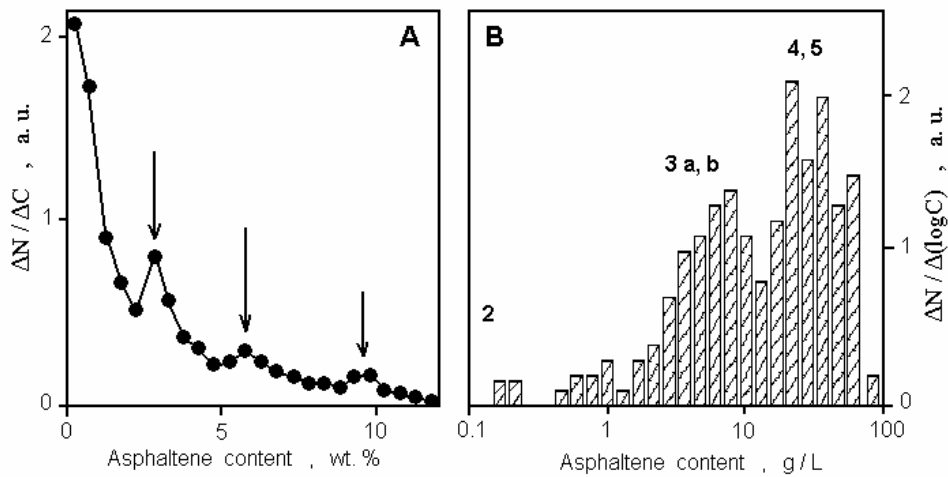 A
B
2
1
0
ΔN / ΔC , a. u.
0
5
10
Asphaltene content , wt. %
2
3 a, b
4, 5
2
1
0
ΔN / Δ(logC) , a. u.
0.1
1
10
100
Asphaltene content , g / L